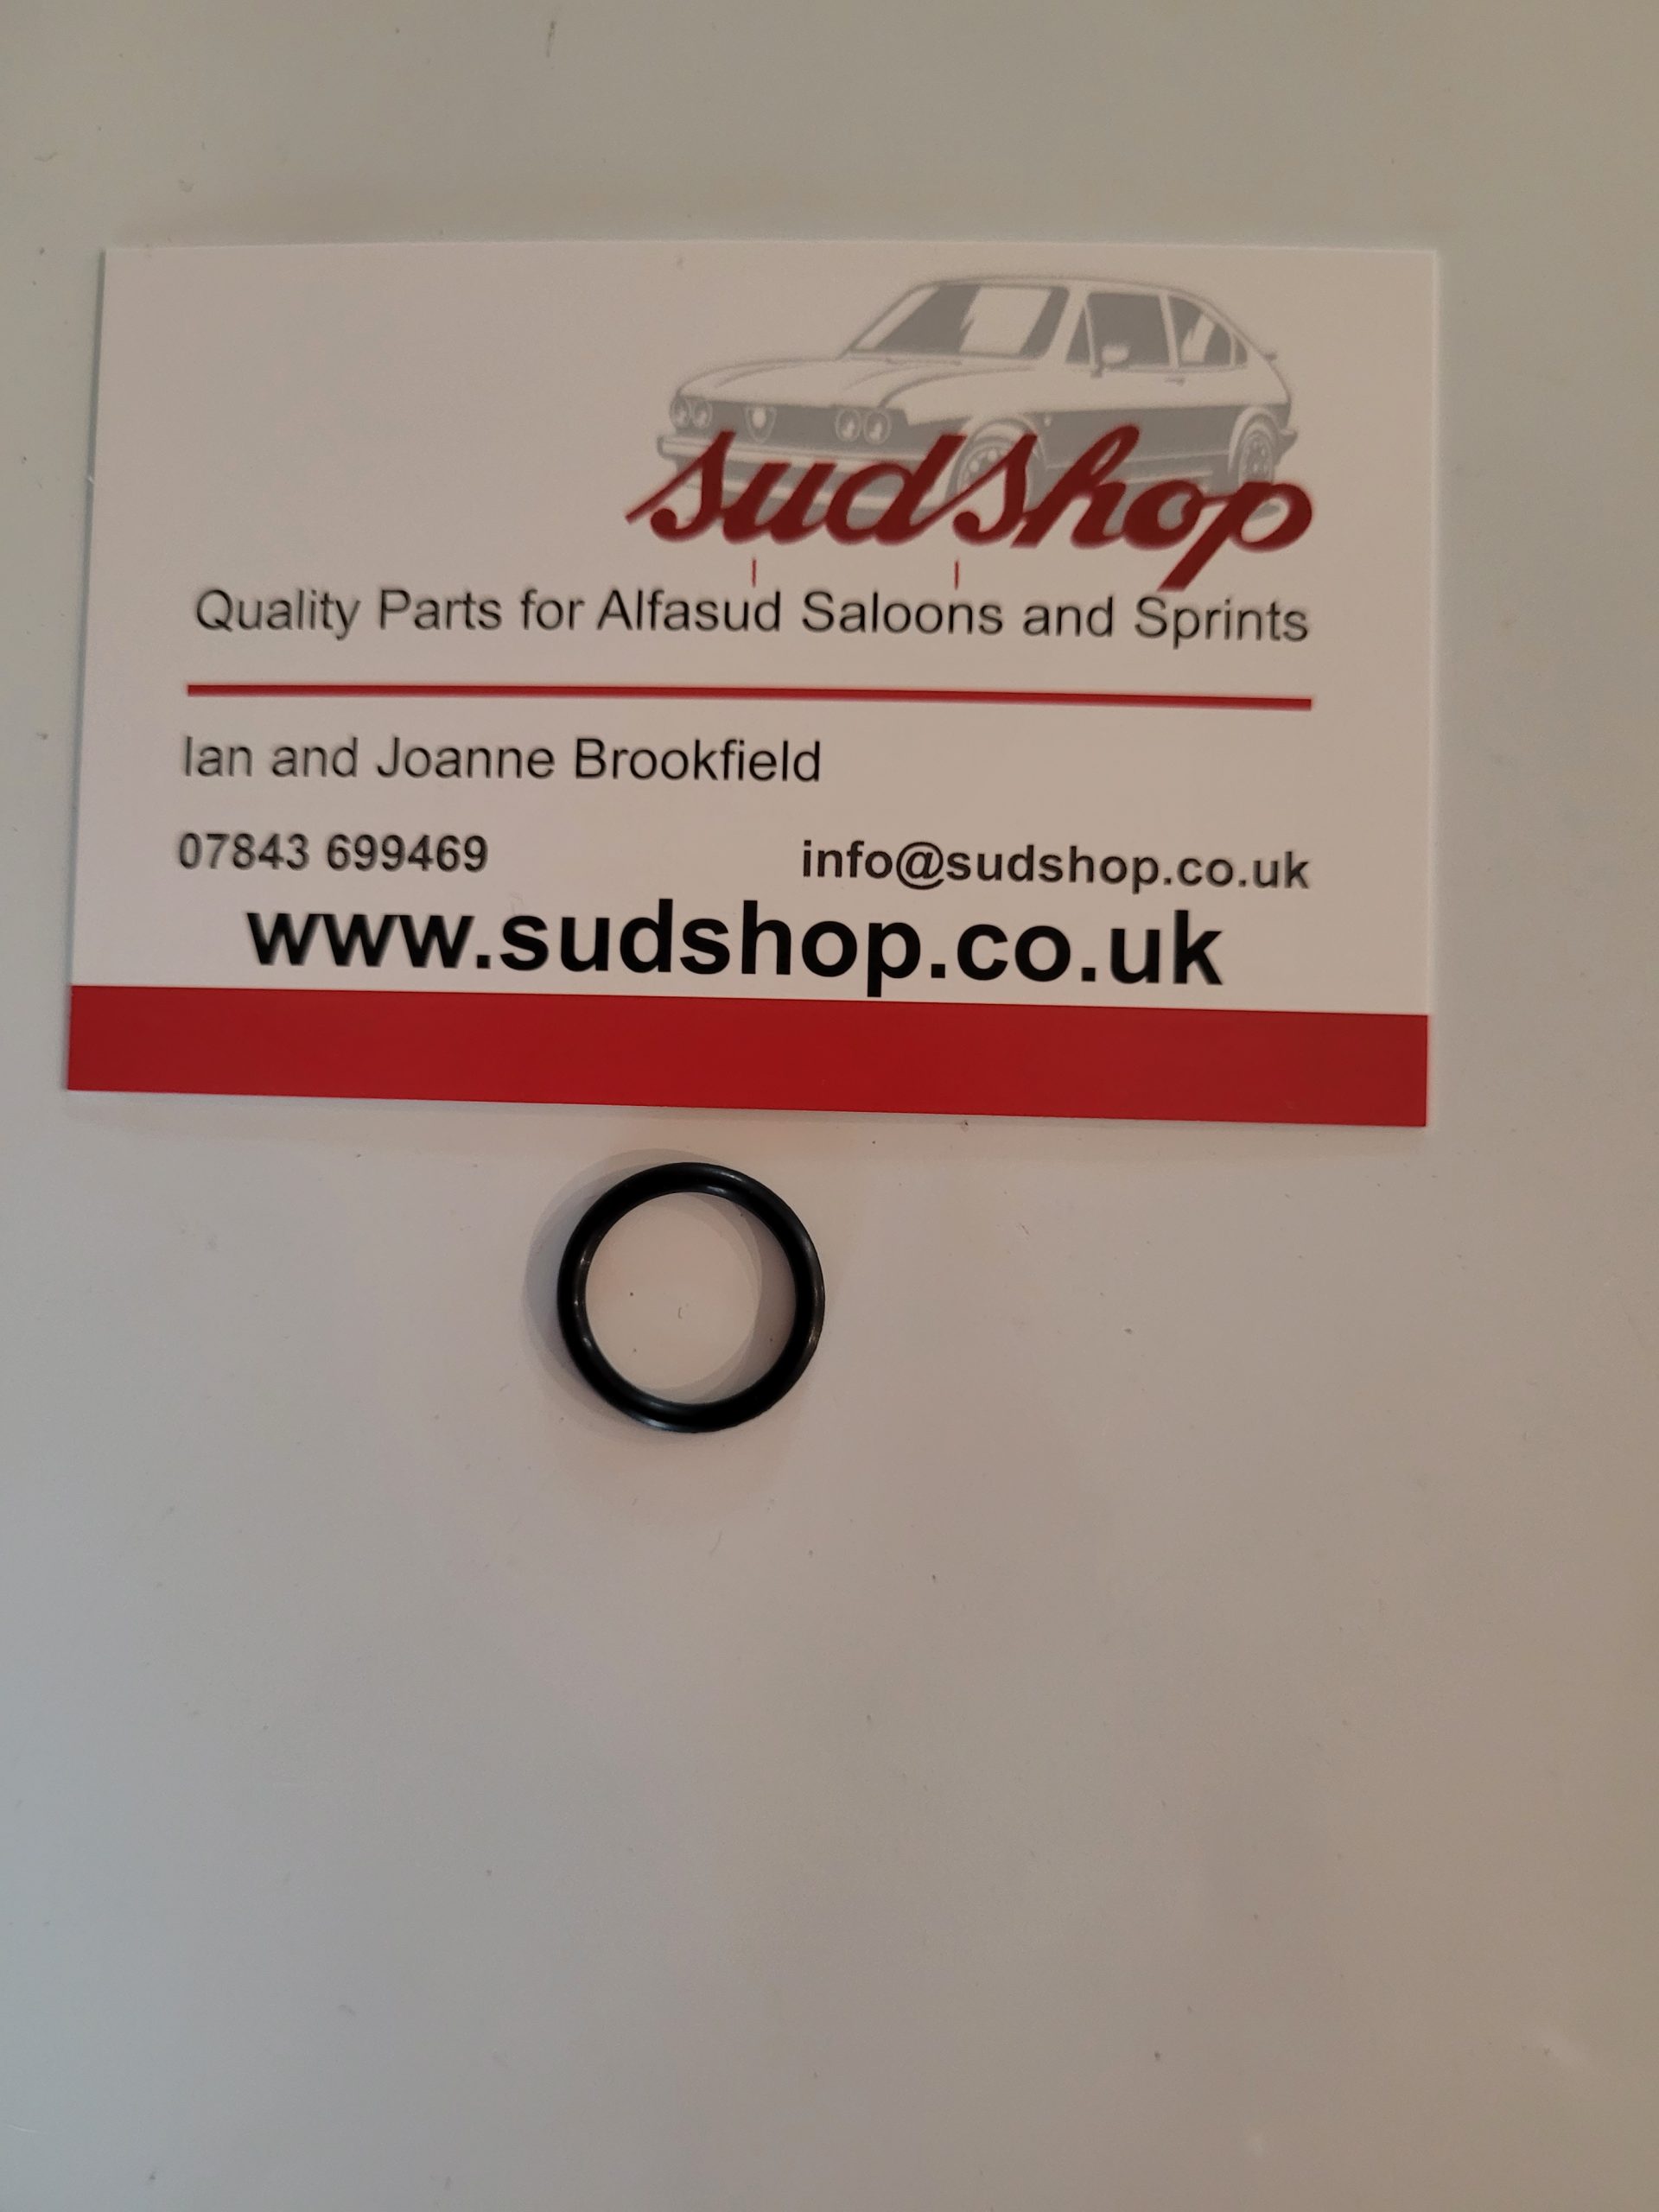 sudshop
Quality Parts for Alfasud Saloons and Sprints
Ian and Joanne Brookfield
07843 699469 info@sudshop.co.uk
www.sudshop.co.uk